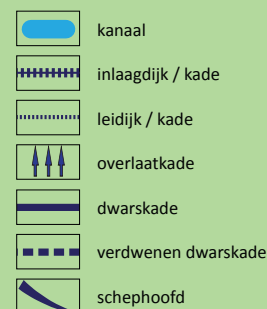 kanaal
inlaagdijk / kade
leidijk / kade
overlaatkade
dwarskade
verdwenen dwarskade
schephoofd